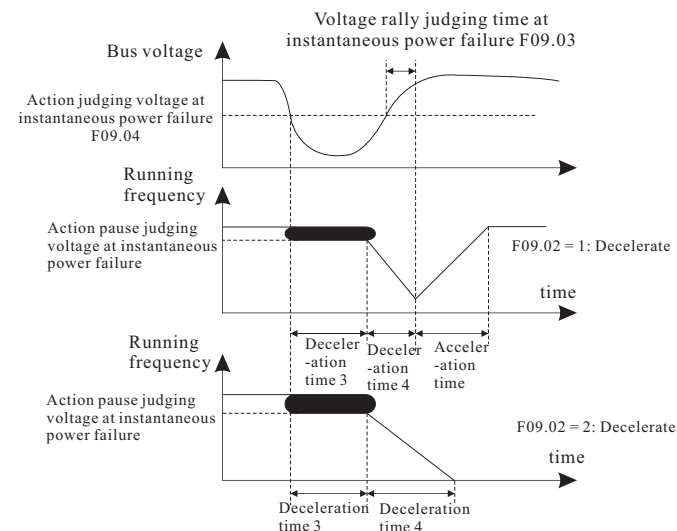 Voltage rally judging time at
instantaneous power failure F09.03
Bus voltage
Action judging voltage at
instantaneous power failure
F09.04
Running
frequency
Action pause judging
voltage at instantaneous
power failure
F09.02 = 1: Decelerate
time
Deceler
-ation
time 3
Deceler
-ation
time 4
Acceler
-ation
time
Running
frequency
Action pause judging
voltage at instantaneous
power failure
F09.02 = 2: Decelerate
time
Deceleration
time 3
Deceleration
time 4